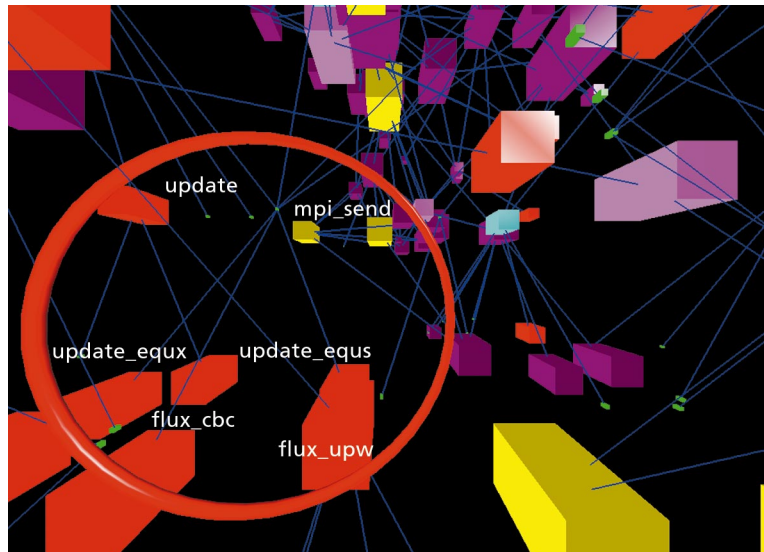 update
mpi_send
update_equx
update_equs
flux_cbc
flux_upw